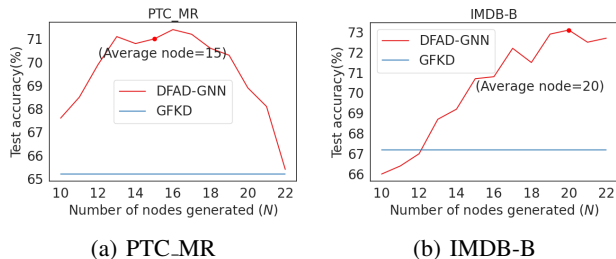 PTC_MR
Test accuracy(%)
71
70
69
68
67
66
65
(Average node=15)
DFAD-GNN
GFKD
10 12 14 16 18 20 22
Number of nodes generated (N)
(a) PTC_MR
IMDB-B
Test accuracy(%)
73
72
71
70
69
68
67
66
DFAD-GNN
GFKD
(Average node=20)
10 12 14 16 18 20 22
Number of nodes generated (N)
(b) IMDB-B